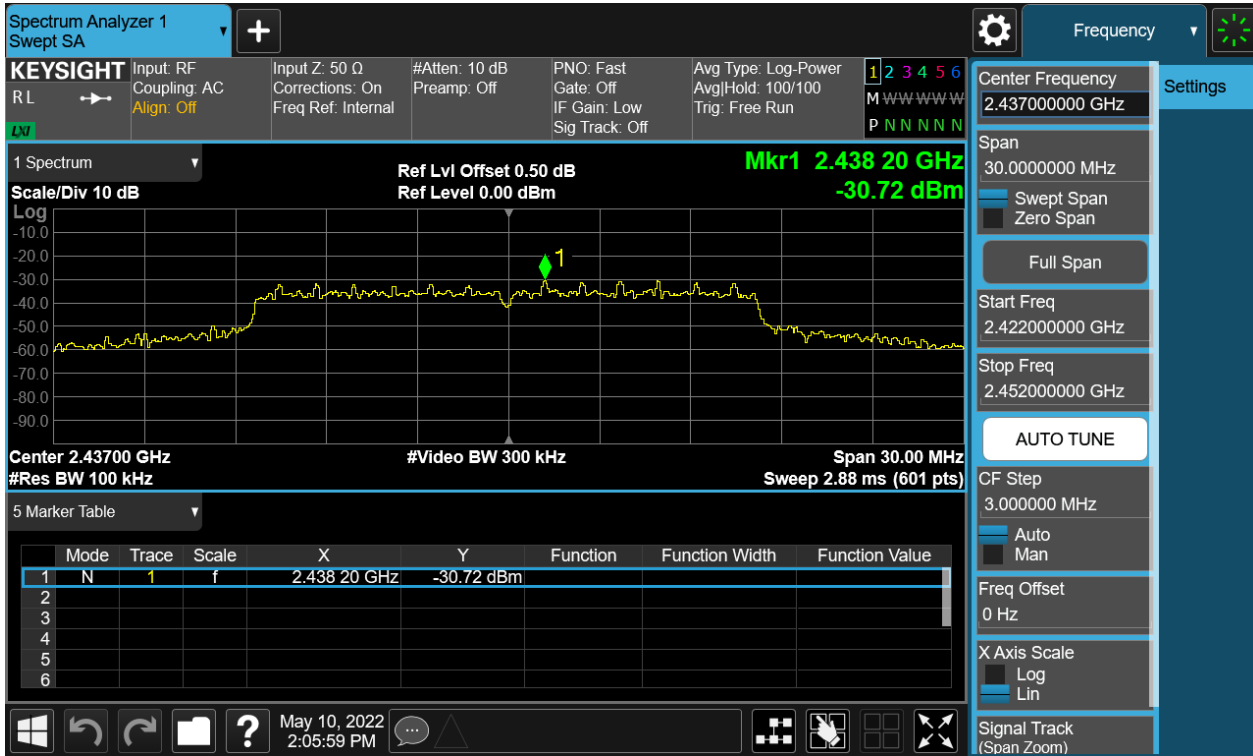 Spectrum Analyzer 1
Swept SA
+
Frequency
KEYSIGHT
R L
LXI
Input: RF
Coupling: AC
Align: Off
Input Z: 50 Ω
Corrections: On
Freq Ref: Internal
#Atten: 10 dB
Preamp: Off
PNO: Fast
Gate: Off
IF Gain: Low
Sig Track: Off
Avg Type: Log-Power
Avg|Hold: 100/100
Trig: Free Run
1 2 3 4 5 6
M W W W W W
P N N N N N
1 Spectrum
Scale/Div 10 dB
Ref Lvl Offset 0.50 dB
Ref Level 0.00 dBm
Mkr1 2.438 20 GHz
-30.72 dBm
Log
-10.0
-20.0
-30.0
-40.0
-50.0
-60.0
-70.0
-80.0
-90.0
1
Center 2.43700 GHz
#Video BW 300 kHz
Span 30.00 MHz
#Res BW 100 kHz
Sweep 2.88 ms (601 pts)
5 Marker Table
Mode Trace Scale X Y Function Function Width Function Value
1 N 1 f 2.438 20 GHz -30.72 dBm
2
3
4
5
6
May 10, 2022
2:05:59 PM
?
Center Frequency
2.437000000 GHz
Settings
Span
30.0000000 MHz
Swept Span
Zero Span
Full Span
Start Freq
2.422000000 GHz
Stop Freq
2.452000000 GHz
AUTO TUNE
CF Step
3.000000 MHz
Auto
Man
Freq Offset
0 Hz
X Axis Scale
Log
Lin
Signal Track
(Span Zoom)